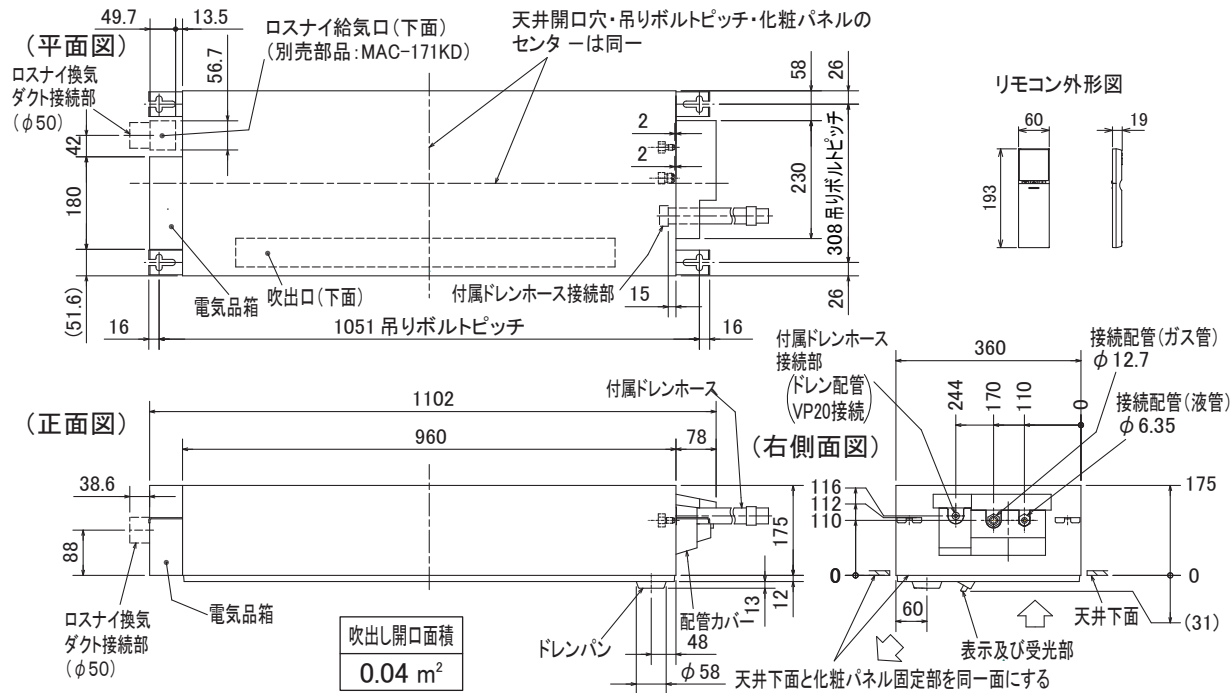 49.7
13.5
ロスナイ給気口(下面)
(別売部品:MAC-171KD)
天井開口穴・吊りボルトピッチ・化粧パネルの
センターは同一
(平面図)
ロスナイ換気
ダクト接続部
(φ50)
56.7
42
180
(51.6)
16
電気品箱
吹出口(下面)
1051 吊りボルトピッチ
付属ドレンホース接続部
15
16
2
2
58
26
230
308 吊りボルトピッチ
26
リモコン外形図
60
19
193
(正面図)
1102
960
78
付属ドレンホース
38.6
88
175
13
12
ロスナイ換気
ダクト接続部
(φ50)
電気品箱
吹出し開口面積
0.04 m²
ドレンパン
配管カバー
48
φ58
(右側面図)
付属ドレンホース
接続部
(ドレン配管
VP20接続)
360
244
170
110
0
接続配管(ガス管)
φ12.7
接続配管(液管)
φ6.35
116
112
110
0
175
0
(31)
60
天井下面
表示及び受光部
天井下面と化粧パネル固定部を同一面にする